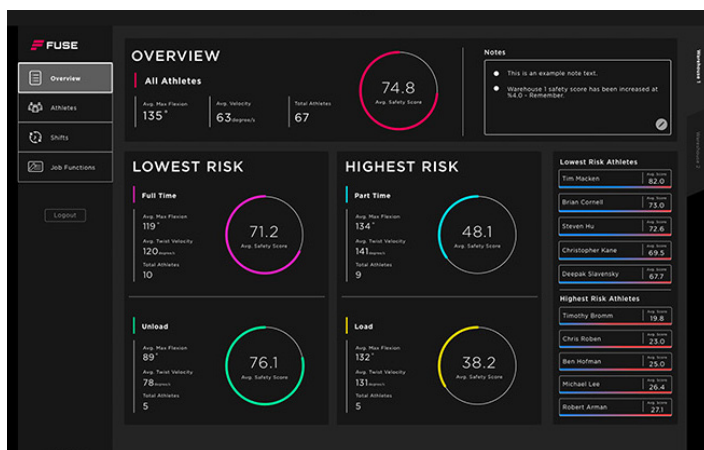 FUSE
Overview
Athletes
Shifts
Job Functions
Logout
OVERVIEW
All Athletes
Avg. Max Flexion
135°
Avg. Velocity
63 degree/s
Total Athletes
67
74.8
Avg. Safety Score
Notes
This is an example note text.
Warehouse 1 safety score has been increased at
%4.0 - Remember.
Warehouse 1
Warehouse 2
LOWEST RISK
Full Time
Avg. Max Flexion
119°
Avg. Twist Velocity
120 degree/s
Total Athletes
10
71.2
Avg. Safety Score
Unload
Avg. Max Flexion
89°
Avg. Twist Velocity
78 degree/s
Total Athletes
5
76.1
Avg. Safety Score
HIGHEST RISK
Part Time
Avg. Max Flexion
134°
Avg. Twist Velocity
141 degree/s
Total Athletes
9
48.1
Avg. Safety Score
Load
Avg. Max Flexion
132°
Avg. Twist Velocity
131 degree/s
Total Athletes
5
38.2
Avg. Safety Score
Lowest Risk Athletes
Tim Macken
Avg. Score
82.0
Brian Cornell
Avg. Score
73.0
Steven Hu
Avg. Score
72.6
Christopher Kane
Avg. Score
69.5
Deepak Slavensky
Avg. Score
67.7
Highest Risk Athletes
Timothy Bromm
Avg. Score
19.8
Chris Roben
Avg. Score
23.0
Ben Hofman
Avg. Score
25.0
Michael Lee
Avg. Score
26.4
Robert Arman
Avg. Score
27.1